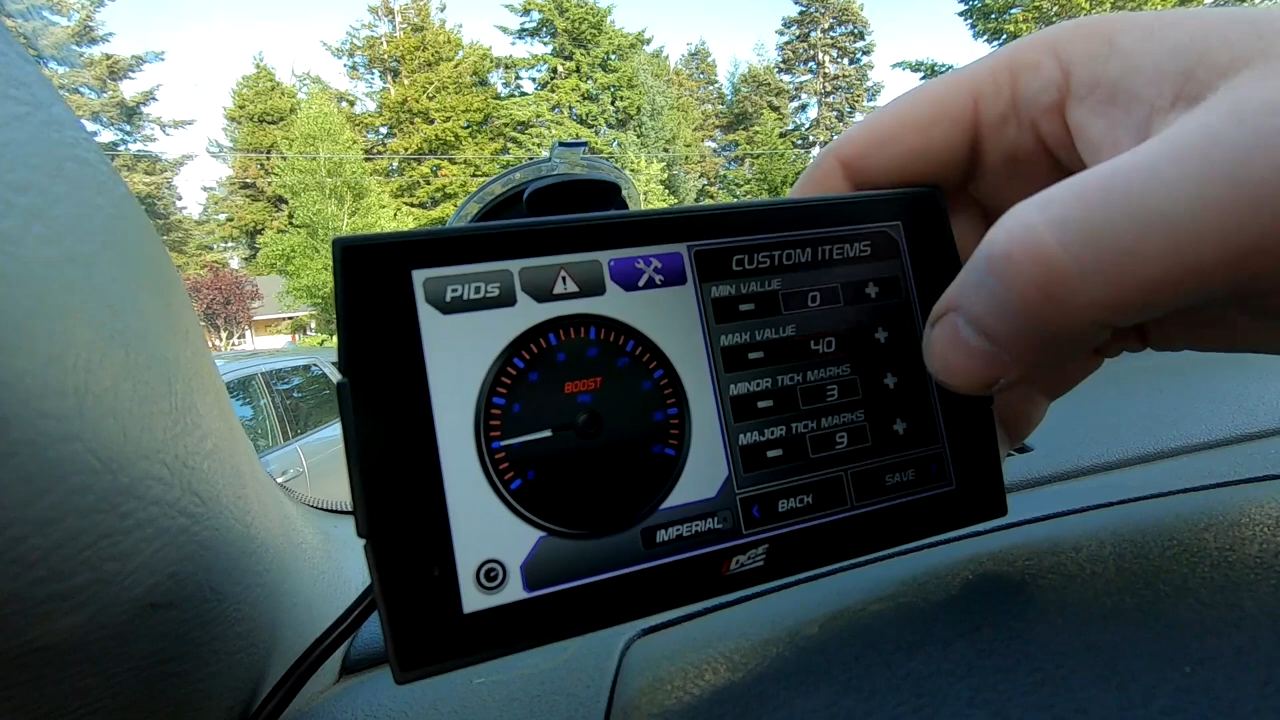 PIDs
CUSTOM ITEMS
MIN VALUE
- 0 +
MAX VALUE
- 40 +
MINOR TICK MARKS
- 3 +
MAJOR TICK MARKS
- 9 +
BOOST
BACK
SAVE
IMPERIAL
EDGE